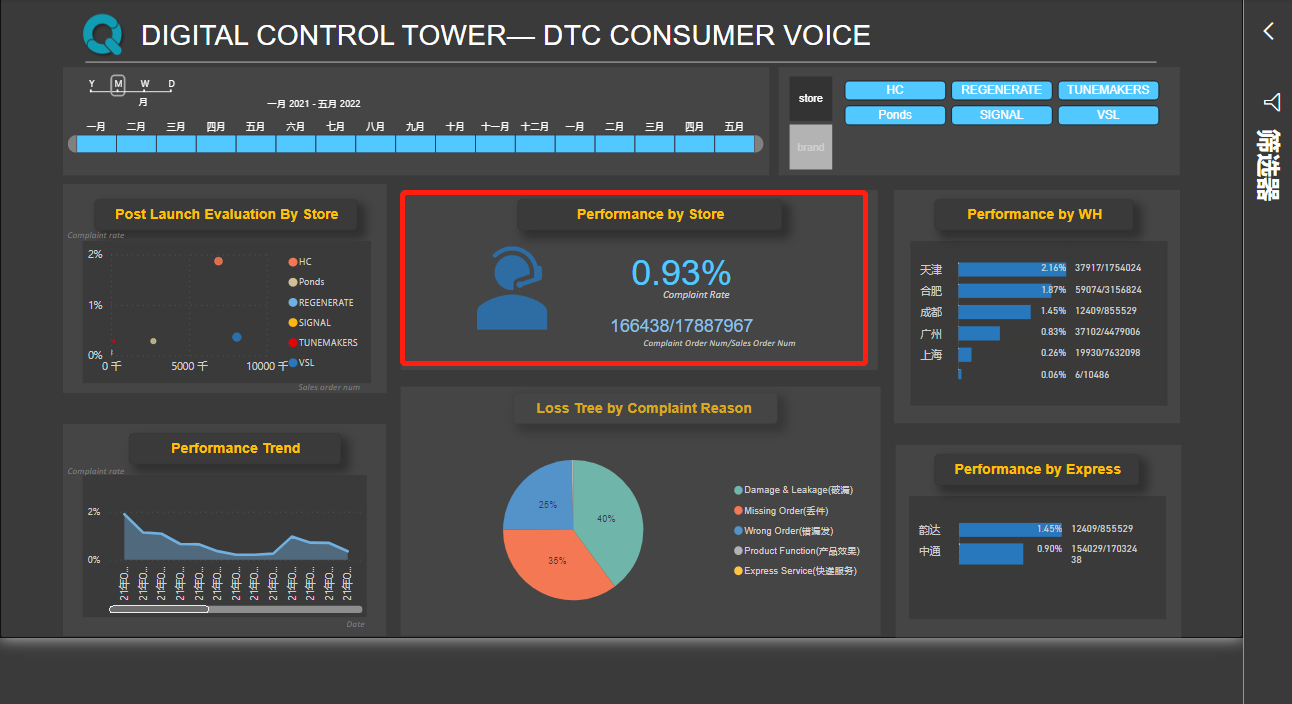 DIGITAL CONTROL TOWER— DTC CONSUMER VOICE
Y M W D
月
一月 2021 - 五月 2022
一月 二月 三月 四月 五月 六月 七月 八月 九月 十月 十一月 十二月 一月 二月 三月 四月 五月
store
brand
HC REGENERATE TUNEMAKERS
Ponds SIGNAL VSL
筛选器
Post Launch Evaluation By Store
Complaint rate
2%
1%
0%
0 千 5000 千 10000 千
Sales order num
HC
Ponds
REGENERATE
SIGNAL
TUNEMAKERS
VSL
Performance by Store
0.93%
Complaint Rate
166438/17887967
Complaint Order Num/Sales Order Num
Performance by WH
天津 2.16% 37917/1754024
合肥 1.87% 59074/3156824
成都 1.45% 12409/855529
广州 0.83% 37102/4479006
上海 0.26% 19930/7632098
0.06% 6/10486
Performance Trend
Complaint rate
2%
0%
21年0... 21年0... 21年0... 21年0... 21年0... 21年0... 21年0... 21年0... 21年0... 21年0... 21年0... 21年0... 21年0...
Date
Loss Tree by Complaint Reason
25%
40%
35%
Damage & Leakage(破漏)
Missing Order(丢件)
Wrong Order(错漏发)
Product Function(产品效果)
Express Service(快递服务)
Performance by Express
韵达 1.45% 12409/855529
中通 0.90% 154029/170324
38